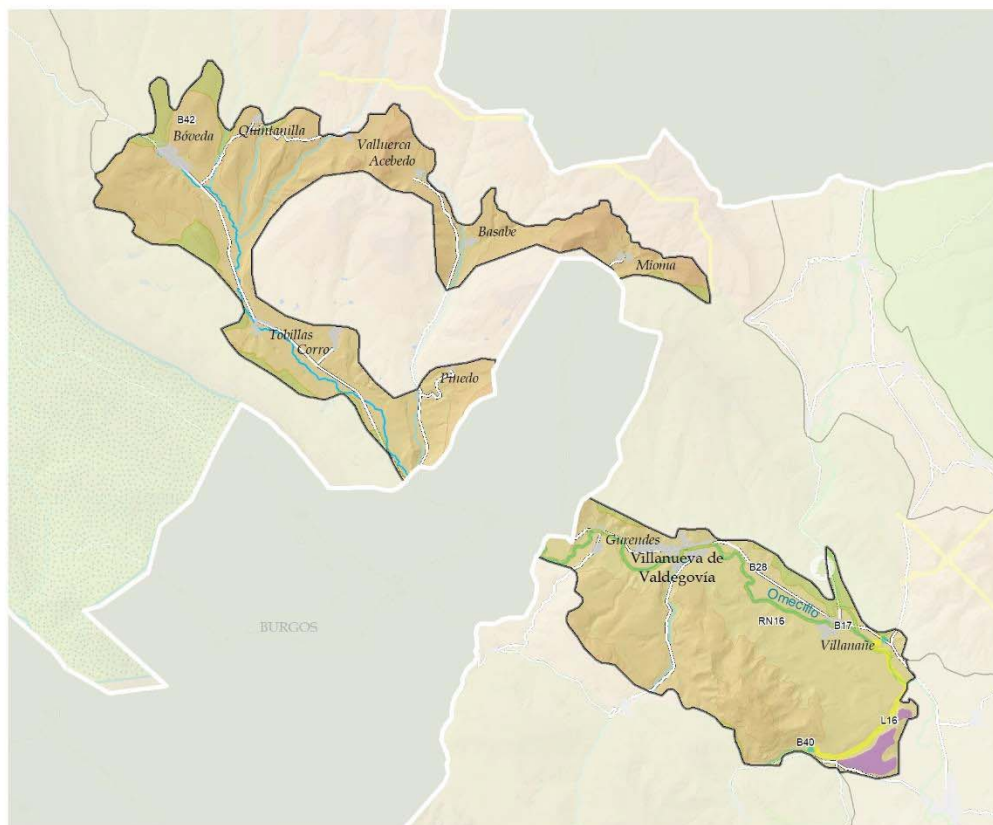 B42
Bóveda
Quintanilla
Valluerca
Acebedo
Basabe
Mioma
Tobillas
Corro
Pinedo
Gurendes
Villanueva de
Valdegovía
B28
Omecillo
RN16
B17
Villanañe
BURGOS
L16
B40